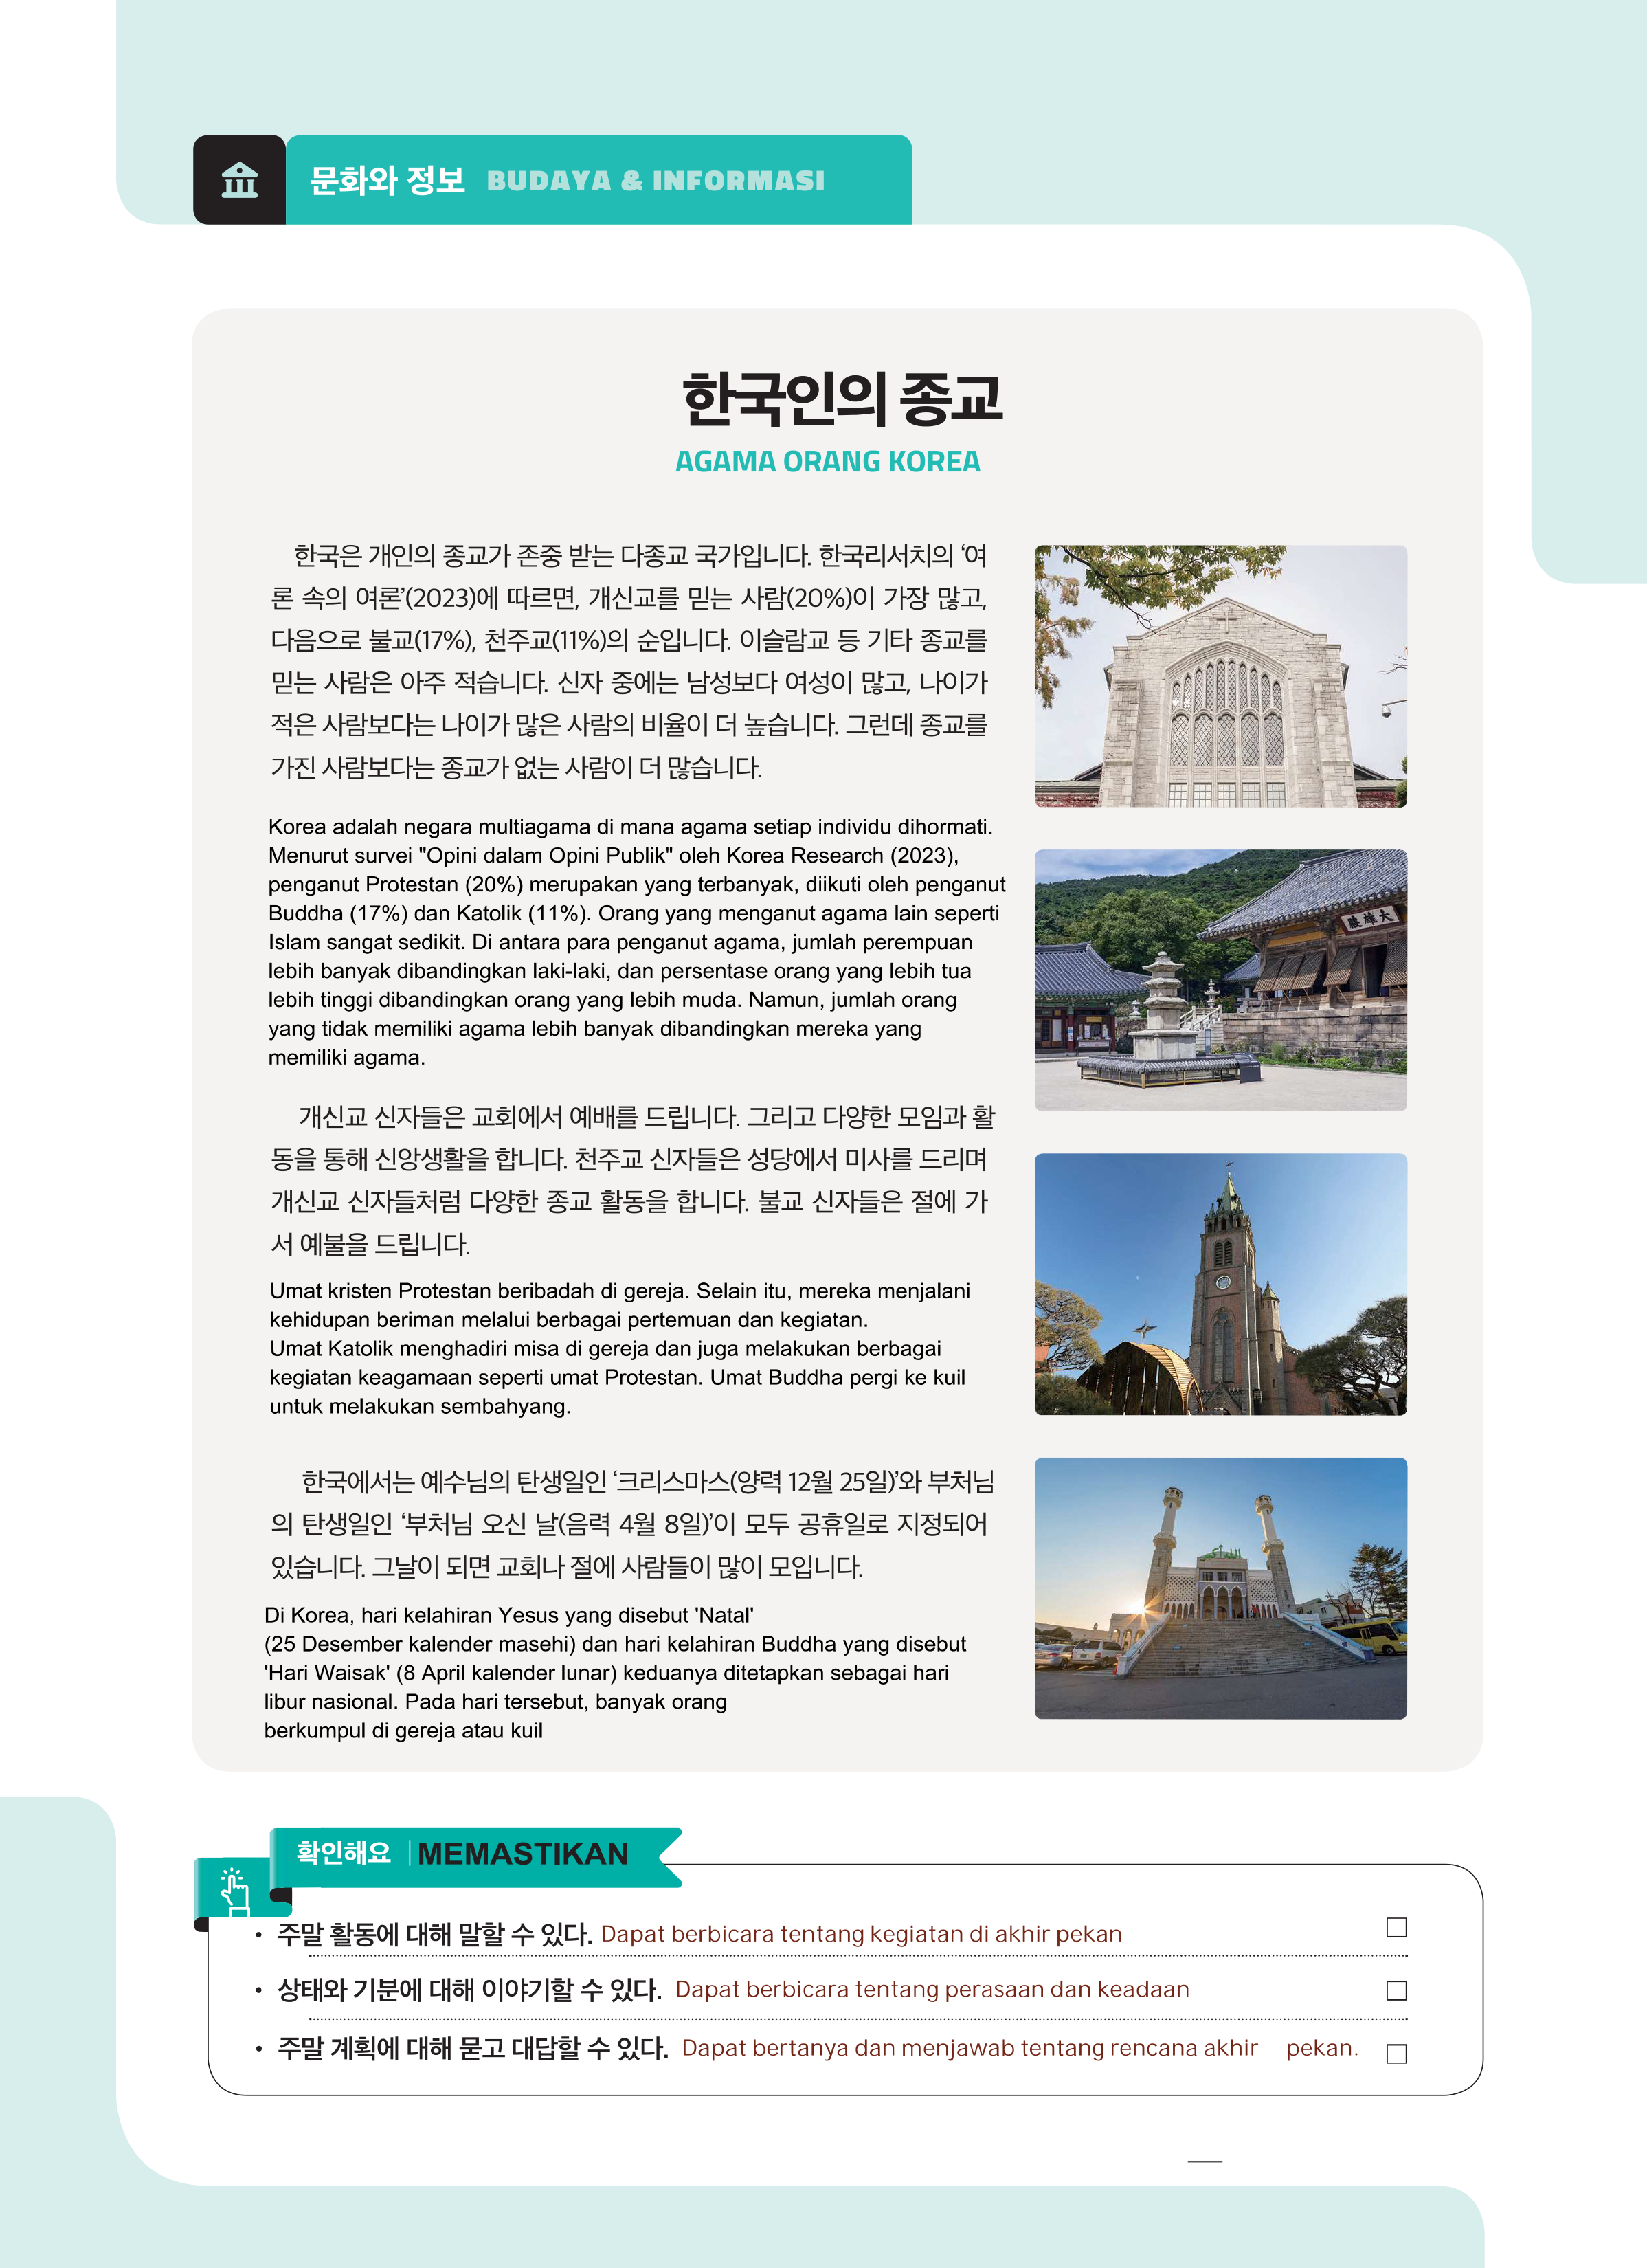 문화와 정보 BUDAYA & INFORMASI
한국인의 종교
AGAMA ORANG KOREA
한국은 개인의 종교가 존중 받는 다종교 국가입니다. 한국리서치의 ‘여
론 속의 여론’(2023)에 따르면, 개신교를 믿는 사람(20%)이 가장 많고,
다음으로 불교(17%), 천주교(11%)의 순입니다. 이슬람교 등 기타 종교를
믿는 사람은 아주 적습니다. 신자 중에는 남성보다 여성이 많고, 나이가
적은 사람보다는 나이가 많은 사람의 비율이 더 높습니다. 그런데 종교를
가진 사람보다는 종교가 없는 사람이 더 많습니다.
Korea adalah negara multiagama di mana agama setiap individu dihormati.
Menurut survei "Opini dalam Opini Publik" oleh Korea Research (2023),
penganut Protestan (20%) merupakan yang terbanyak, diikuti oleh penganut
Buddha (17%) dan Katolik (11%). Orang yang menganut agama lain seperti
Islam sangat sedikit. Di antara para penganut agama, jumlah perempuan
lebih banyak dibandingkan laki-laki, dan persentase orang yang lebih tua
lebih tinggi dibandingkan orang yang lebih muda. Namun, jumlah orang
yang tidak memiliki agama lebih banyak dibandingkan mereka yang
memiliki agama.
大雄殿
개신교 신자들은 교회에서 예배를 드립니다. 그리고 다양한 모임과 활
동을 통해 신앙생활을 합니다. 천주교 신자들은 성당에서 미사를 드리며
개신교 신자들처럼 다양한 종교 활동을 합니다. 불교 신자들은 절에 가
서 예불을 드립니다.
Umat kristen Protestan beribadah di gereja. Selain itu, mereka menjalani
kehidupan beriman melalui berbagai pertemuan dan kegiatan.
Umat Katolik menghadiri misa di gereja dan juga melakukan berbagai
kegiatan keagamaan seperti umat Protestan. Umat Buddha pergi ke kuil
untuk melakukan sembahyang.
한국에서는 예수님의 탄생일인 ‘크리스마스(양력 12월 25일)’와 부처님
의 탄생일인 ‘부처님 오신 날(음력 4월 8일)’이 모두 공휴일로 지정되어
있습니다. 그날이 되면 교회나 절에 사람들이 많이 모입니다.
Di Korea, hari kelahiran Yesus yang disebut 'Natal'
(25 Desember kalender masehi) dan hari kelahiran Buddha yang disebut
'Hari Waisak' (8 April kalender lunar) keduanya ditetapkan sebagai hari
libur nasional. Pada hari tersebut, banyak orang
berkumpul di gereja atau kuil
확인해요 MEMASTIKAN
• 주말 활동에 대해 말할 수 있다. Dapat berbicara tentang kegiatan di akhir pekan
• 상태와 기분에 대해 이야기할 수 있다. Dapat berbicara tentang perasaan dan keadaan
• 주말 계획에 대해 묻고 대답할 수 있다. Dapat bertanya dan menjawab tentang rencana akhir pekan.